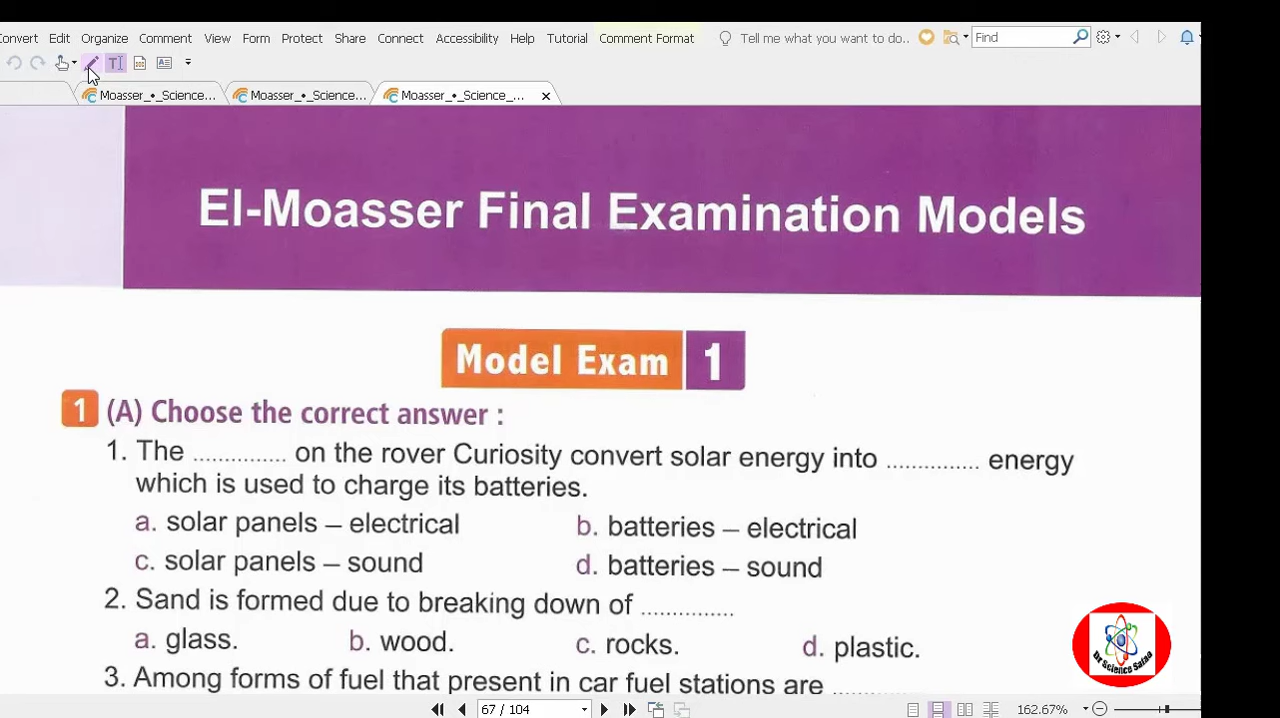 onvert Edit Organize Comment View Form Protect Share Connect Accessibility Help Tutorial Comment Format Tell me what you want to do.. Find
Moasser_•_Science... Moasser_•_Science... Moasser_•_Science_...
El-Moasser Final Examination Models
Model Exam 1
1 (A) Choose the correct answer :
1. The ............... on the rover Curiosity convert solar energy into ............... energy
which is used to charge its batteries.
a. solar panels – electrical b. batteries – electrical
c. solar panels – sound d. batteries – sound
2. Sand is formed due to breaking down of ...............
a. glass. b. wood. c. rocks. d. plastic.
3. Among forms of fuel that present in car fuel stations are ............
Dr Science Safaa
67 / 104 162.67%